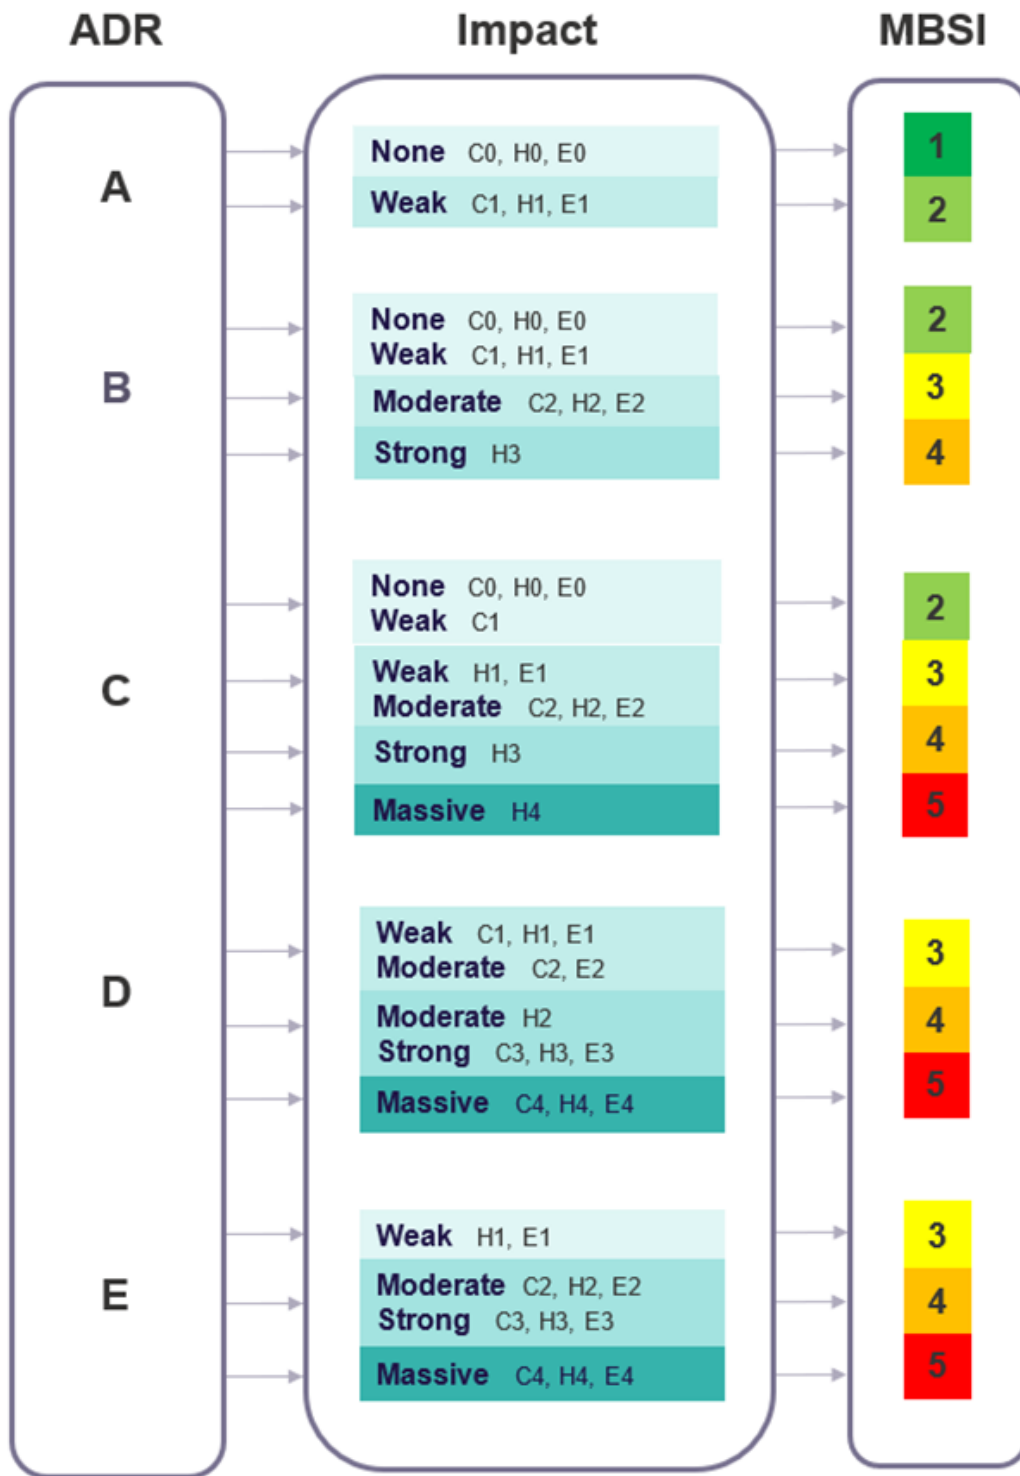 ADR Impact MBSI
A
None C0, H0, E0
1
Weak C1, H1, E1
2
B
None C0, H0, E0
2
Weak C1, H1, E1
Moderate C2, H2, E2
3
Strong H3
4
C
None C0, H0, E0
2
Weak C1
Weak H1, E1
3
Moderate C2, H2, E2
Strong H3
4
Massive H4
5
D
Weak C1, H1, E1
3
Moderate C2, E2
Moderate H2
4
Strong C3, H3, E3
Massive C4, H4, E4
5
E
Weak H1, E1
3
Moderate C2, H2, E2
4
Strong C3, H3, E3
Massive C4, H4, E4
5